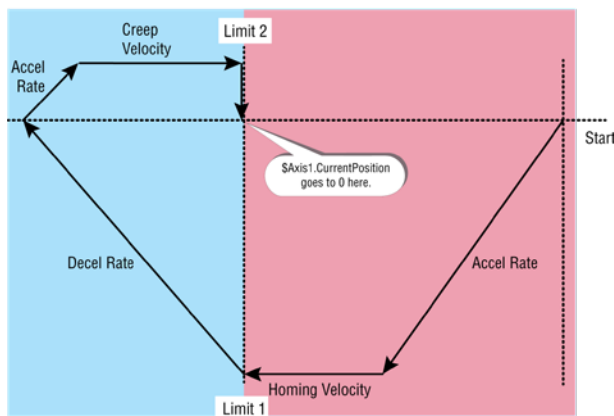 Creep
Velocity
Limit 2
Accel
Rate
Start
$Axis1.CurrentPosition
goes to 0 here.
Decel Rate
Accel Rate
Homing Velocity
Limit 1